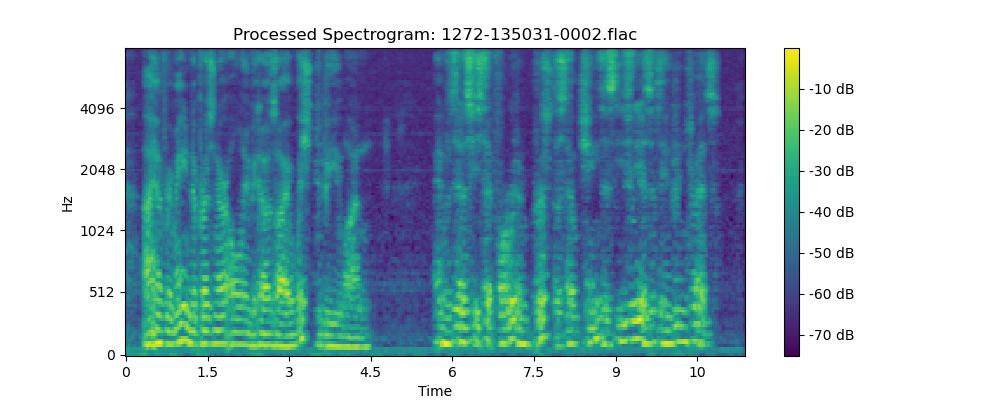 Processed Spectrogram: 1272-135031-0002.flac
4096
2048
1024
512
0
Hz
0 1.5 3 4.5 6 7.5 9 10
Time
-10 dB
-20 dB
-30 dB
-40 dB
-50 dB
-60 dB
-70 dB